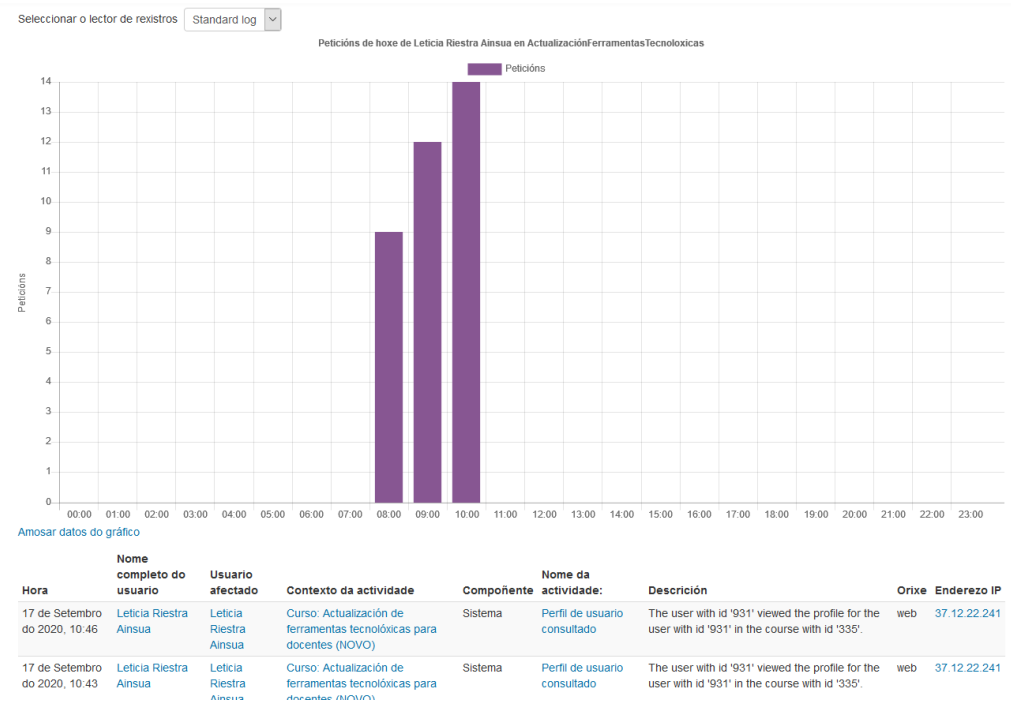 Seleccionar o lector de rexistros Standard log
Peticións de hoxe de Leticia Riestra Ainsua en ActualizaciónFerramentasTecnoloxicas
Peticións
14
13
12
11
10
9
8
7
6
5
4
3
2
1
0
Peticións
00:00 01:00 02:00 03:00 04:00 05:00 06:00 07:00 08:00 09:00 10:00 11:00 12:00 13:00 14:00 15:00 16:00 17:00 18:00 19:00 20:00 21:00 22:00 23:00
Amosar datos do gráfico
Hora
Nome
completo do
usuario
Usuario
afectado
Contexto da actividade
Compoñente
Nome da
actividade:
Descrición
Orixe
Enderezo IP
17 de Setembro
do 2020, 10:46
Leticia Riestra
Ainsua
Leticia
Riestra
Ainsua
Curso: Actualización de
ferramentas tecnolóxicas para
docentes (NOVO)
Sistema
Perfil de usuario
consultado
The user with id '931' viewed the profile for the
user with id '931' in the course with id '335'.
web
37.12.22.241
17 de Setembro
do 2020, 10:43
Leticia Riestra
Ainsua
Leticia
Riestra
Ainsua
Curso: Actualización de
ferramentas tecnolóxicas para
docentes (NOVO)
Sistema
Perfil de usuario
consultado
The user with id '931' viewed the profile for the
user with id '931' in the course with id '335'.
web
37.12.22.241